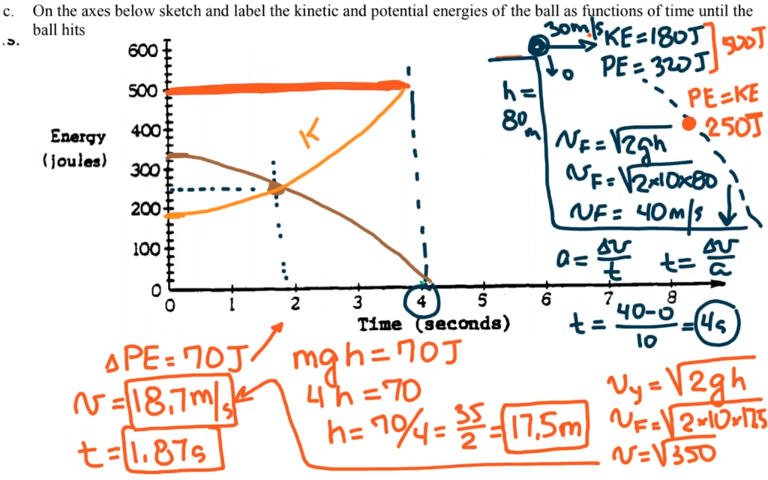 c. On the axes below sketch and label the kinetic and potential energies of the ball as functions of time until the
ball hits
.s.
600
500
400
300
200
100
0
Energy
(joules)
K
0 1 2 3 4 5 6 7 8
Time (seconds)
30m/s KE=180J
PE=320J
500J
↓0
h=
80m
PE=KE
250J
VF=√2gh
VF=√2×10×80
VF= 40m/s
a= ΔV/t t= ΔV/a
t= 40-0/10 = 4s
ΔPE=70J
V= 18,7m/s
t= 1.87s
mgh=70J
4h=70
h=70/4= 35/2 = 17,5m
Vy=√2gh
VF=√2×10×17,5
V=√350